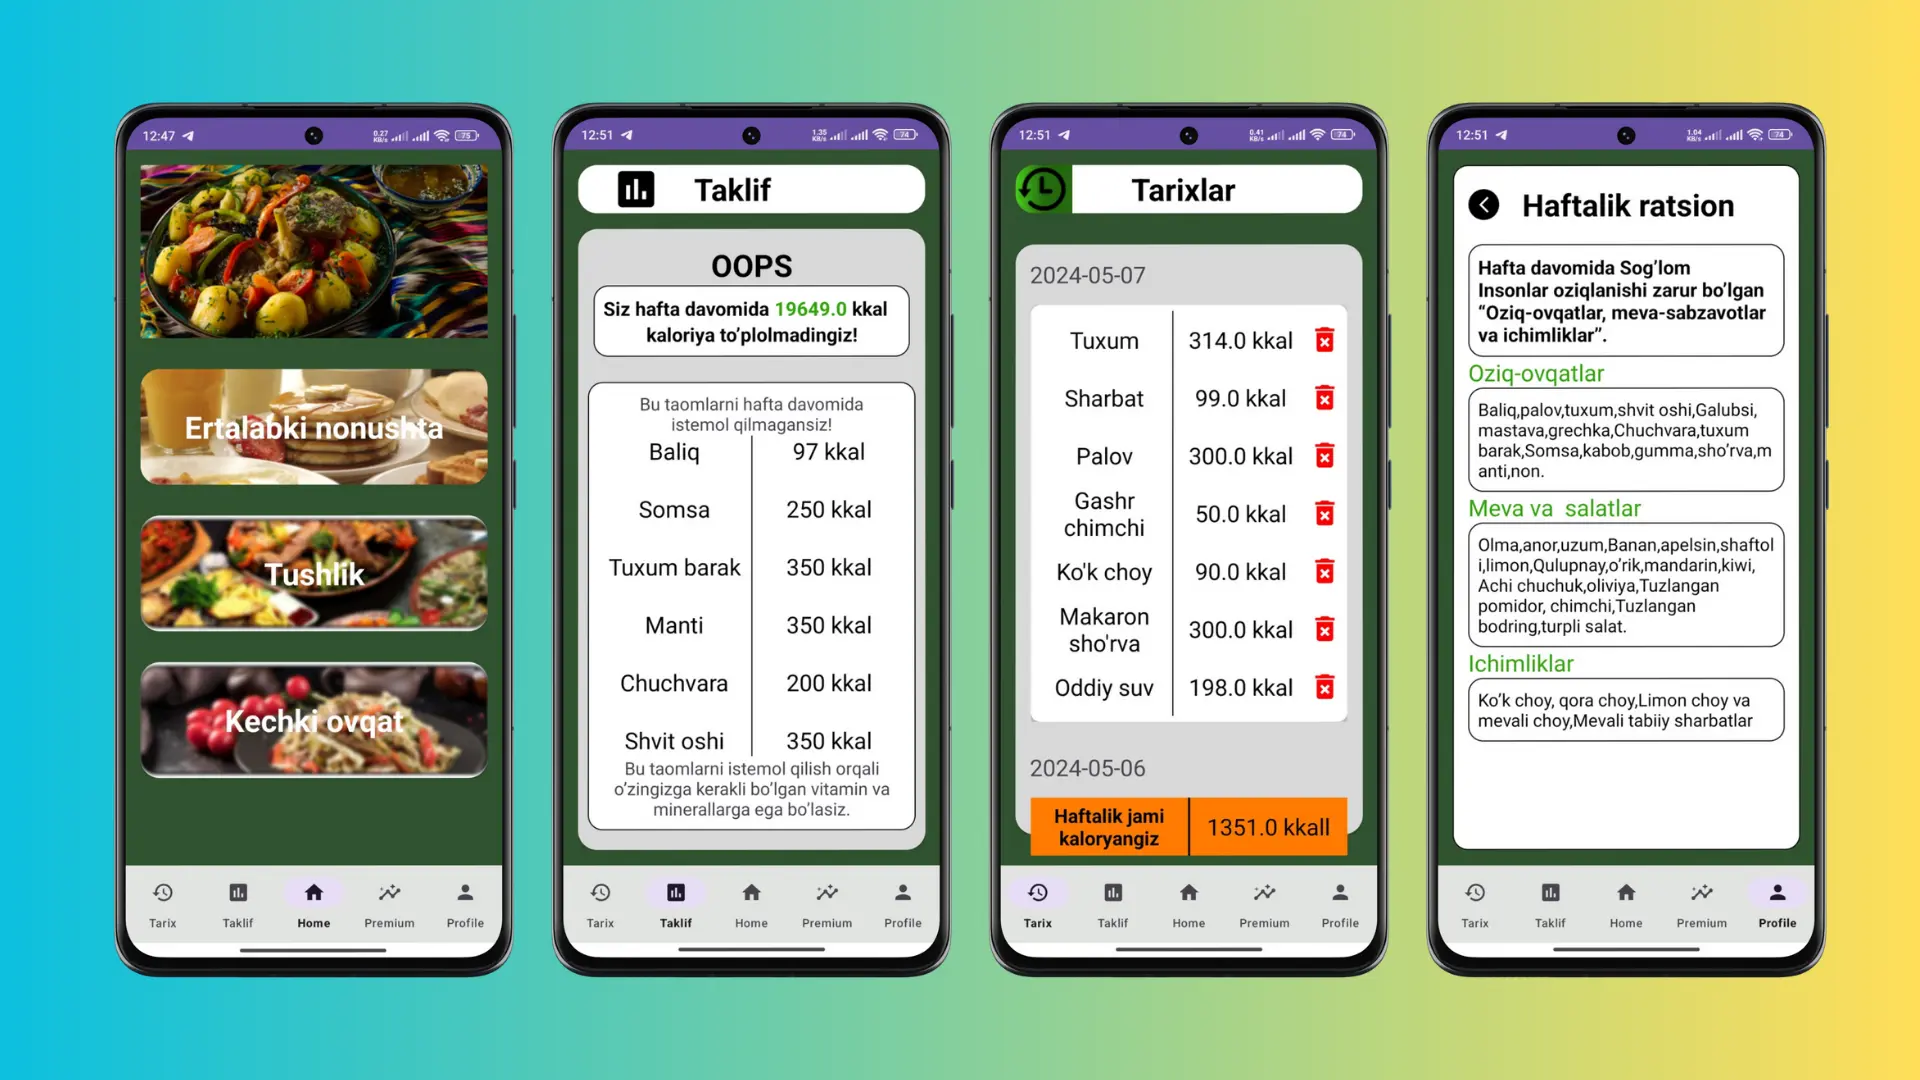 12:47
0.27
KB/s
75
Ertalabki nonushta
Tushlik
Kechki ovqat
Tarix
Taklif
Home
Premium
Profile
12:51
1.35
KB/s
74
Taklif
OOPS
Siz hafta davomida 19649.0 kkal
kaloriya to’plolmadingiz!
Bu taomlarni hafta davomida
istemol qilmagansiz!
Baliq 97 kkal
Somsa 250 kkal
Tuxum barak 350 kkal
Manti 350 kkal
Chuchvara 200 kkal
Shvit oshi 350 kkal
Bu taomlarni istemol qilish orqali
o’zingizga kerakli bo’lgan vitamin va
minerallarga ega bo’lasiz.
Tarix
Taklif
Home
Premium
Profile
12:51
0.41
KB/s
74
Tarixlar
2024-05-07
Tuxum 314.0 kkal
Sharbat 99.0 kkal
Palov 300.0 kkal
Gashr
chimchi
50.0 kkal
Ko'k choy 90.0 kkal
Makaron
sho'rva
300.0 kkal
Oddiy suv 198.0 kkal
2024-05-06
Haftalik jami
kaloryangiz
1351.0 kkall
Tarix
Taklif
Home
Premium
Profile
12:51
1.04
KB/s
74
Haftalik ratsion
Hafta davomida Sog’lom
Insonlar oziqlanishi zarur bo’lgan
“Oziq-ovqatlar, meva-sabzavotlar
va ichimliklar”.
Oziq-ovqatlar
Baliq,palov,tuxum,shvit oshi,Galubsi,
mastava,grechka,Chuchvara,tuxum
barak,Somsa,kabob,gumma,sho’rva,m
anti,non.
Meva va  salatlar
Olma,anor,uzum,Banan,apelsin,shaftol
i,limon,Qulupnay,o’rik,mandarin,kiwi,
Achi chuchuk,oliviya,Tuzlangan
pomidor, chimchi,Tuzlangan
bodring,turpli salat.
Ichimliklar
Ko’k choy, qora choy,Limon choy va
mevali choy,Mevali tabiiy sharbatlar
Tarix
Taklif
Home
Premium
Profile